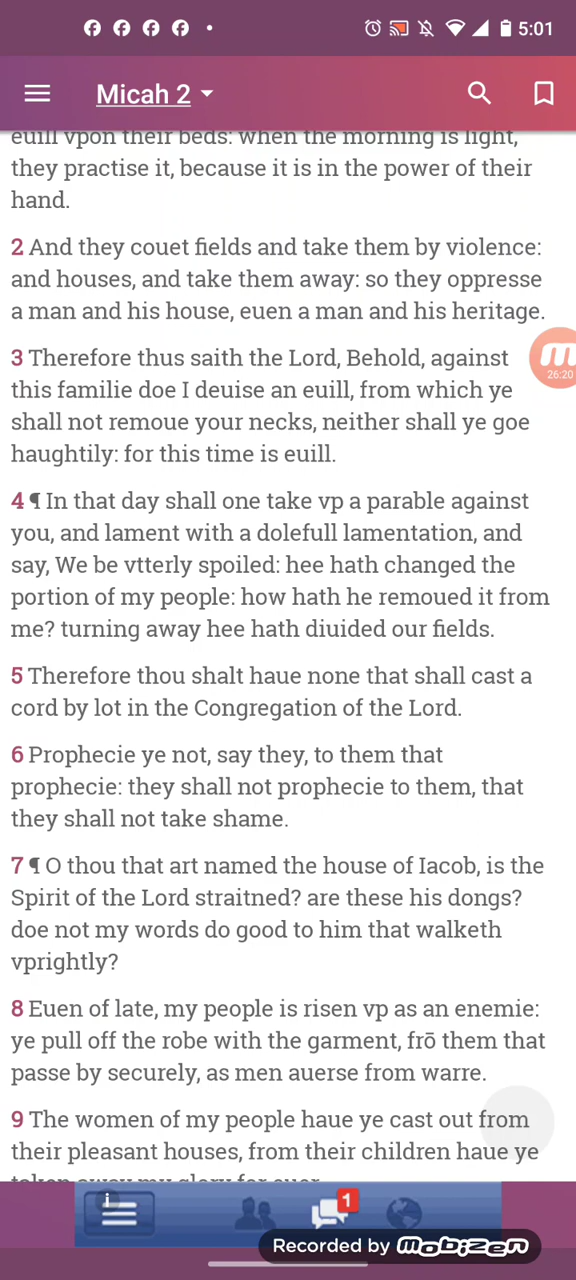 5:01
Micah 2
euill vpon their beds: when the morning is light,
they practise it, because it is in the power of their
hand.
2 And they couet fields and take them by violence:
and houses, and take them away: so they oppresse
a man and his house, euen a man and his heritage.
3 Therefore thus saith the Lord, Behold, against
this familie doe I deuise an euill, from which ye
shall not remoue your necks, neither shall ye goe
haughtily: for this time is euill.
26:20
4 ¶ In that day shall one take vp a parable against
you, and lament with a dolefull lamentation, and
say, We be vtterly spoiled: hee hath changed the
portion of my people: how hath he remoued it from
me? turning away hee hath diuided our fields.
5 Therefore thou shalt haue none that shall cast a
cord by lot in the Congregation of the Lord.
6 Prophecie ye not, say they, to them that
prophecie: they shall not prophecie to them, that
they shall not take shame.
7 ¶ O thou that art named the house of Iacob, is the
Spirit of the Lord straitned? are these his dongs?
doe not my words do good to him that walketh
vprightly?
8 Euen of late, my people is risen vp as an enemie:
ye pull off the robe with the garment, frō them that
passe by securely, as men auerse from warre.
9 The women of my people haue ye cast out from
their pleasant houses, from their children haue ye
taken away my glory for euer.
1
Recorded by mobizen